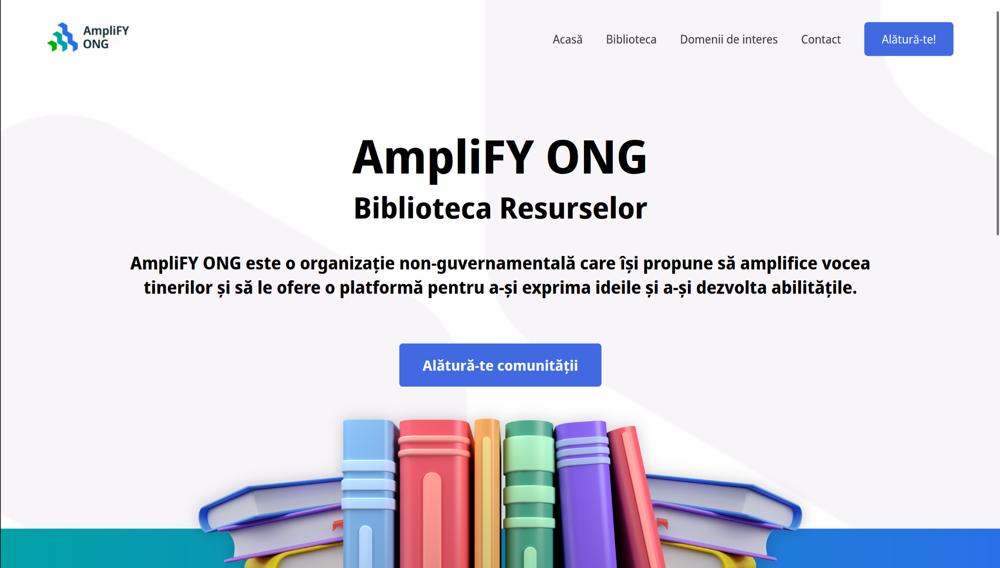 AmpliFY
ONG
Acasă
Biblioteca
Domenii de interes
Contact
Alătură-te!
AmpliFY ONG
Biblioteca Resurselor
AmpliFY ONG este o organizație non-guvernamentală care își propune să amplifice vocea
tinerilor și să le ofere o platformă pentru a-și exprima ideile și a-și dezvolta abilitățile.
Alătură-te comunității